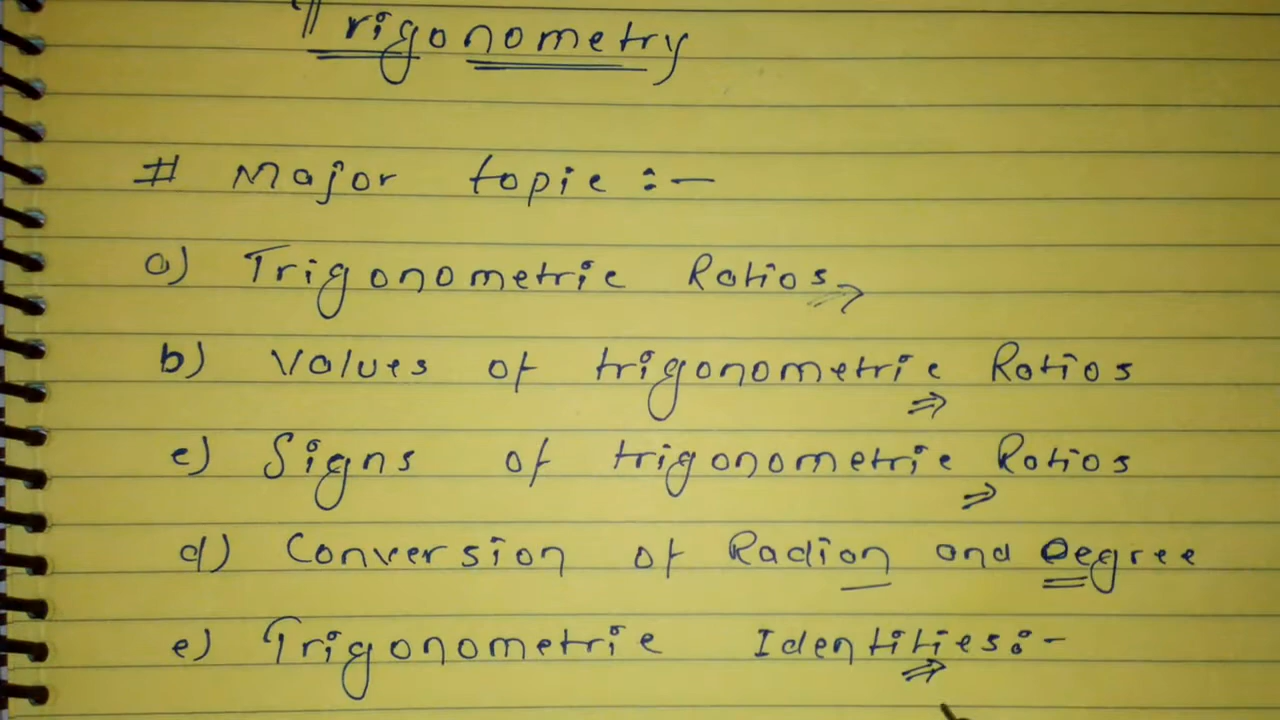 Trigonometry
# Major topic :-
a) Trigonometric Ratios
b) Values of trigonometric Ratios
c) Signs of trigonometric Ratios
d) Conversion of Radian and Degree
e) Trigonometric Identities :-